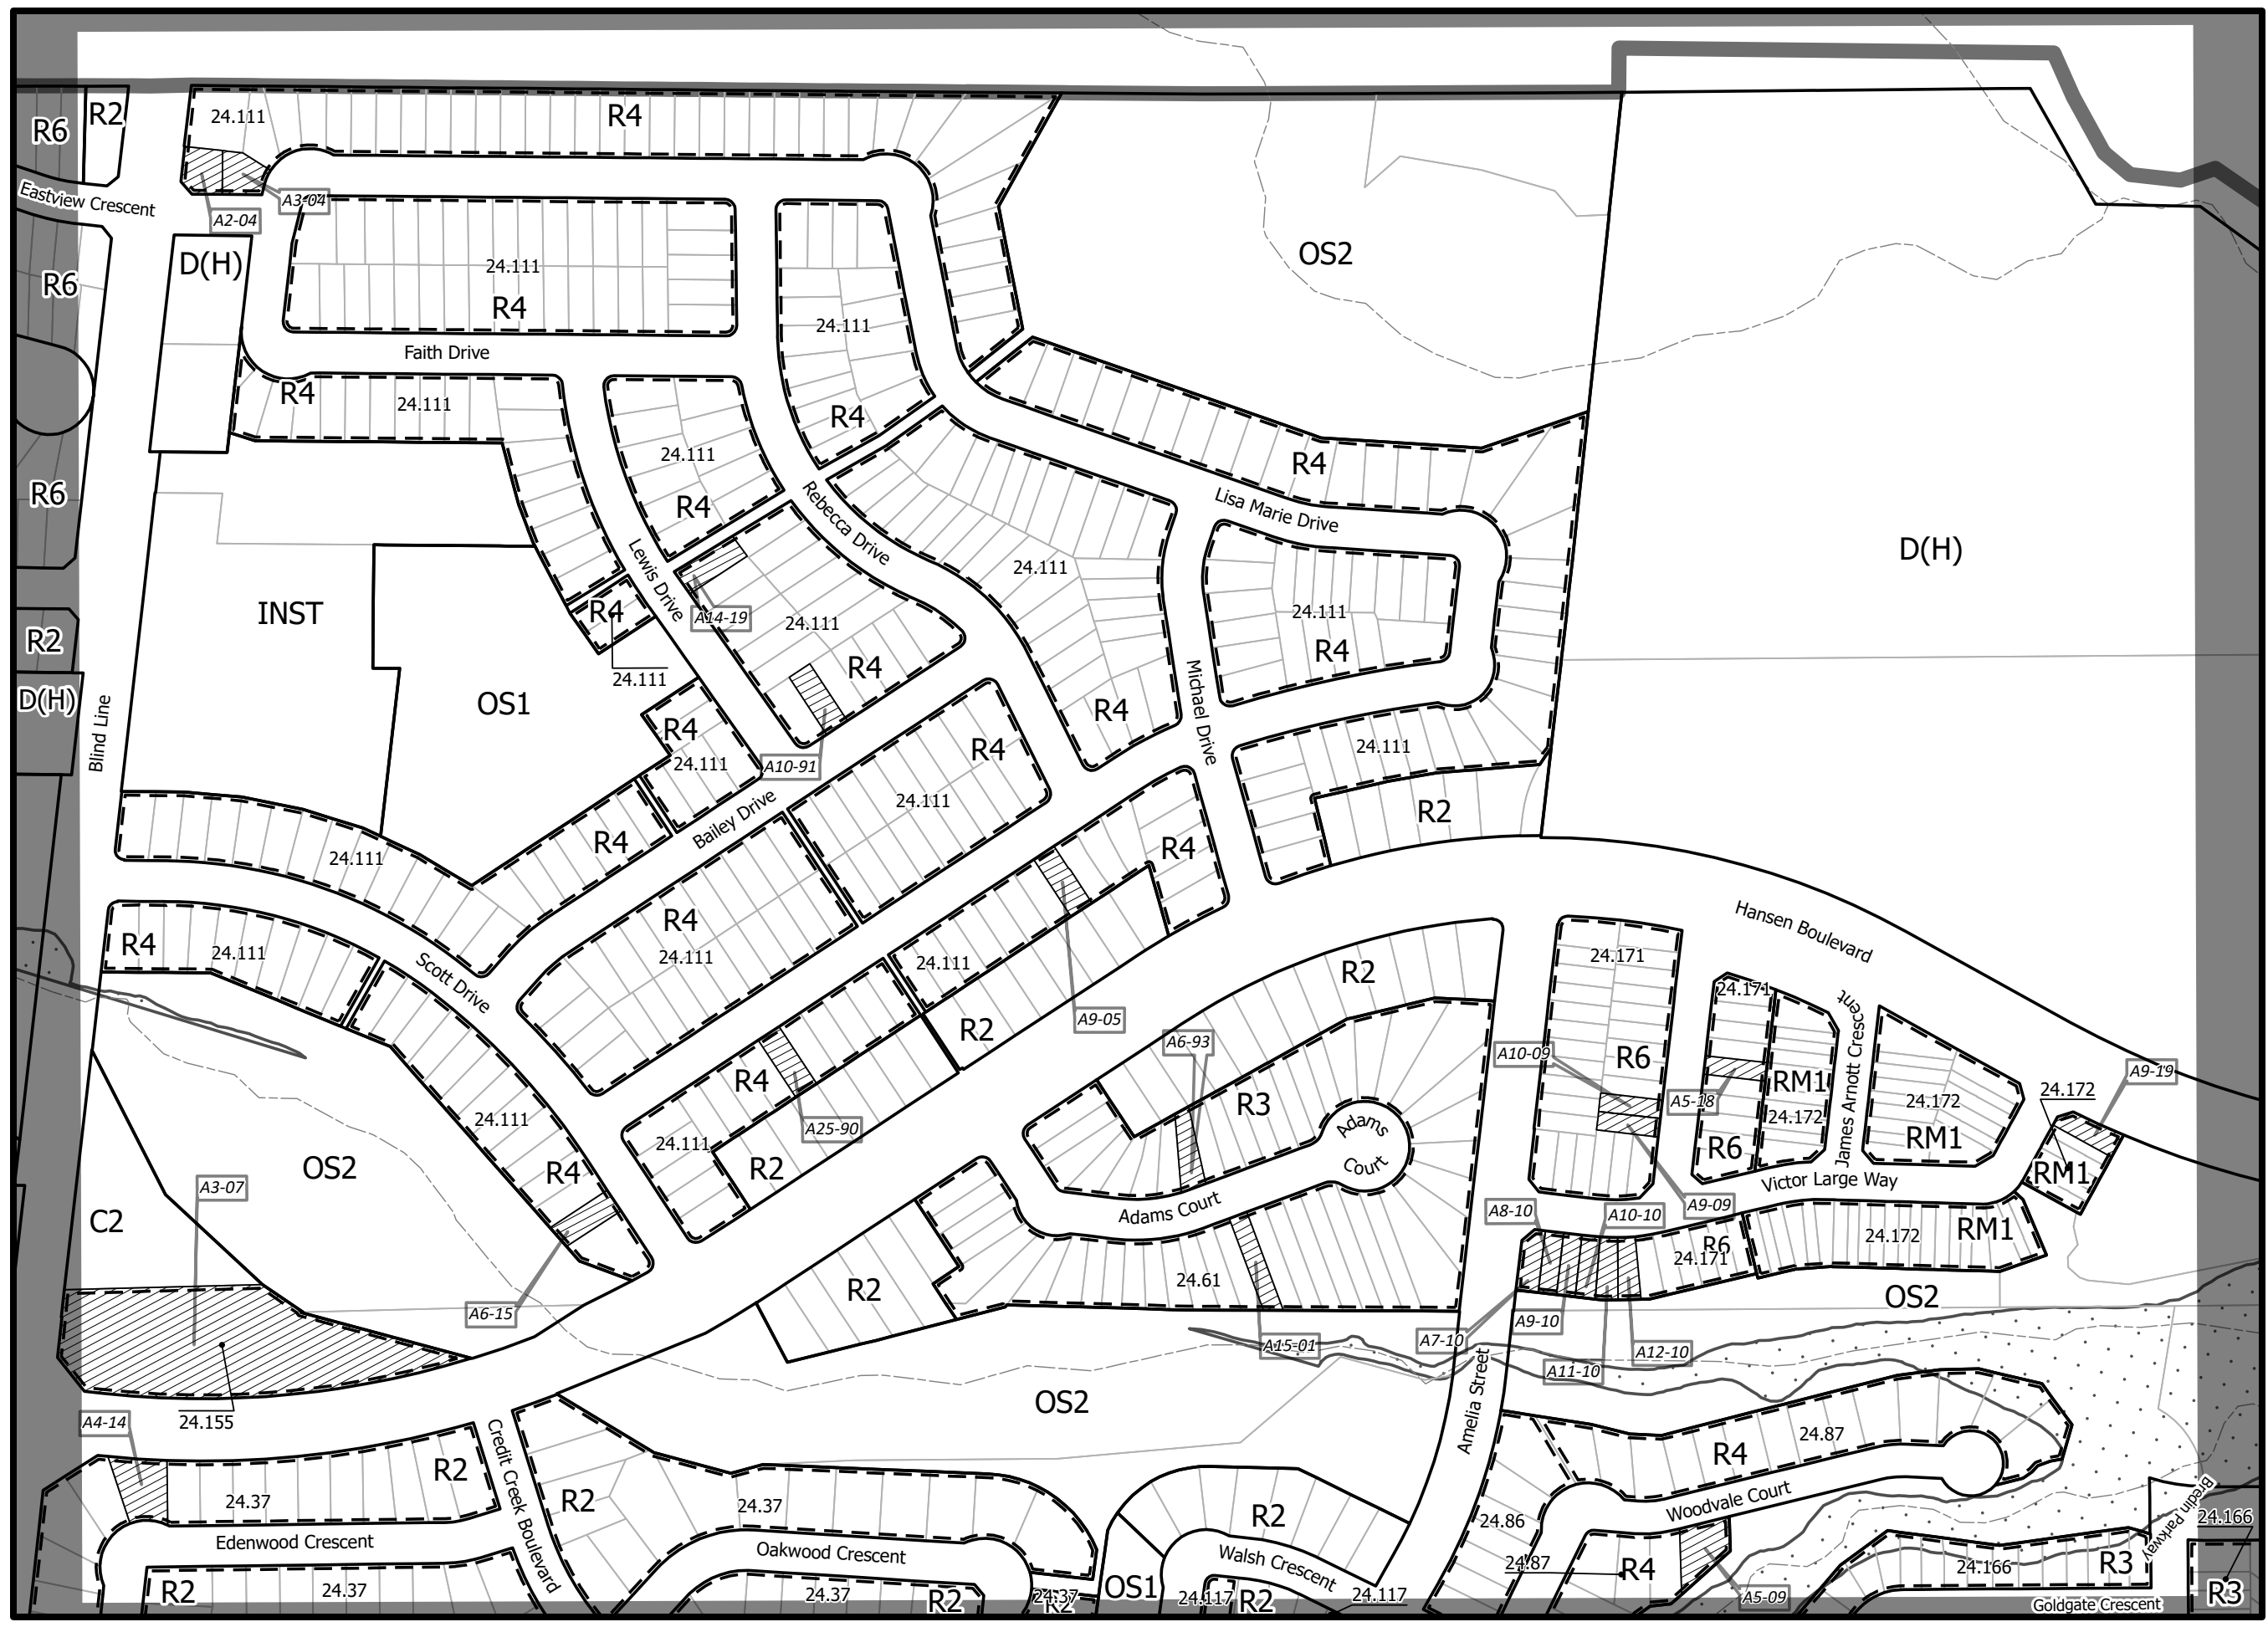 R6
R2
24.111
R4
Eastview Crescent
A3-04
A2-04
D(H)
R6
24.111
R4
24.111
R4
OS2
Faith Drive
R4
24.111
24.111
R4
R4
R6
Rebecca Drive
Lisa Marie Drive
D(H)
Lewis Drive
24.111
INST
R4
A14-19
24.111
24.111
R4
R2
R4
24.111
D(H)
OS1
Blind Line
R4
24.111
A10-91
R4
Michael Drive
R4
24.111
24.111
Bailey Drive
R2
R4
24.111
R4
R4
24.111
R4
24.111
24.111
Scott Drive
A9-05
R2
R2
Hansen Boulevard
24.171
24.171
James Arnott Crescent
R4
A25-90
24.111
24.111
R2
R4
A6-93
R3
Adams
Court
Adams Court
A10-09
R6
A5-18
RM1
24.172
R6
24.172
RM1
24.172
A9-19
RM1
Victor Large Way
OS2
C2
A3-07
A6-15
R2
24.61
A15-01
A8-10
A10-10
A9-09
R6
24.171
24.172
RM1
A7-10
A9-10
A11-10
A12-10
OS2
24.155
A4-14
OS2
Amelia Street
Credit Creek Boulevard
R2
24.37
Edenwood Crescent
R2
24.37
R2
24.37
Oakwood Crescent
24.37
R2
24.37
R2
OS1
R2
Walsh Crescent
24.117
R2
24.117
24.86
24.87
R4
24.87
Woodvale Court
R4
A5-09
24.166
R3
Bredin Parkway
24.166
R3
Goldgate Crescent